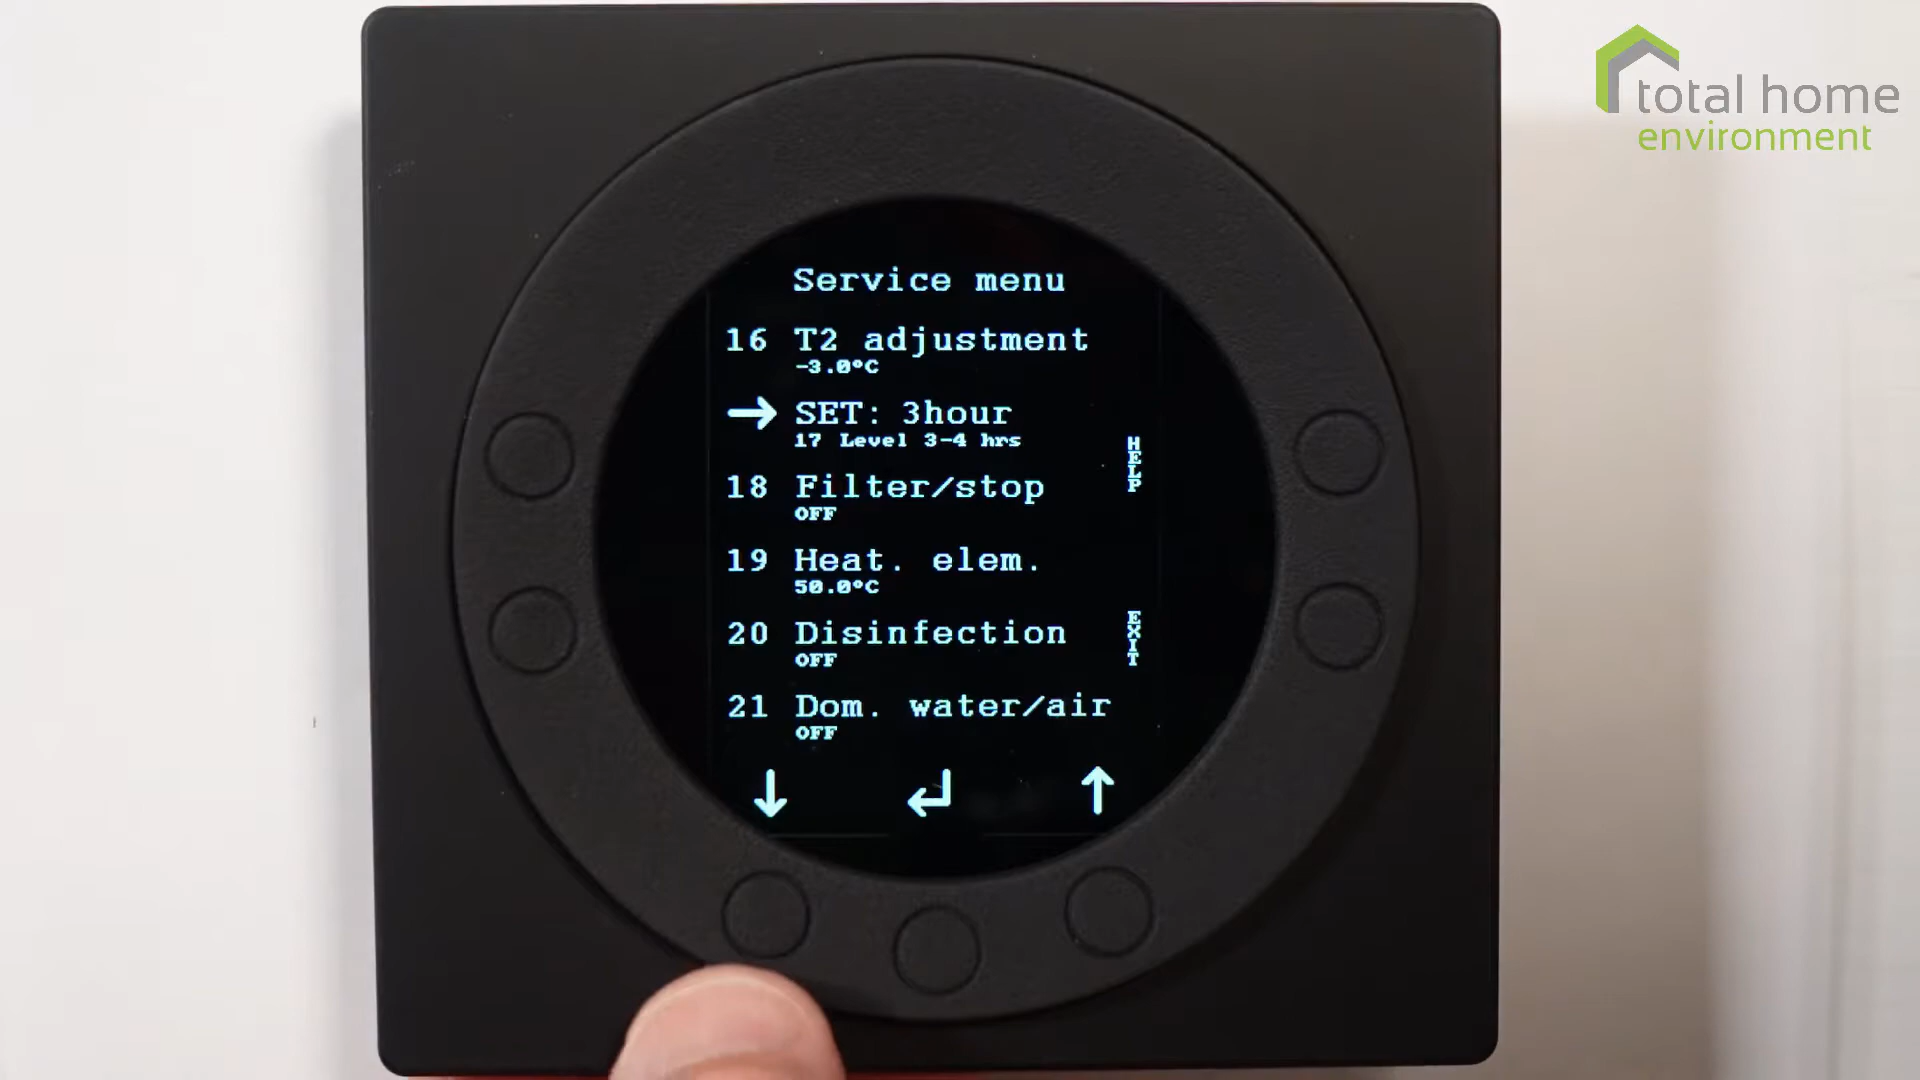 total home
environment
Service menu
16 T2 adjustment
-3.0°C
→ SET: 3hour
17 Level 3-4 hrs
HELP
18 Filter/stop
OFF
19 Heat. elem.
50.0°C
20 Disinfection
OFF
EXIT
21 Dom. water/air
OFF